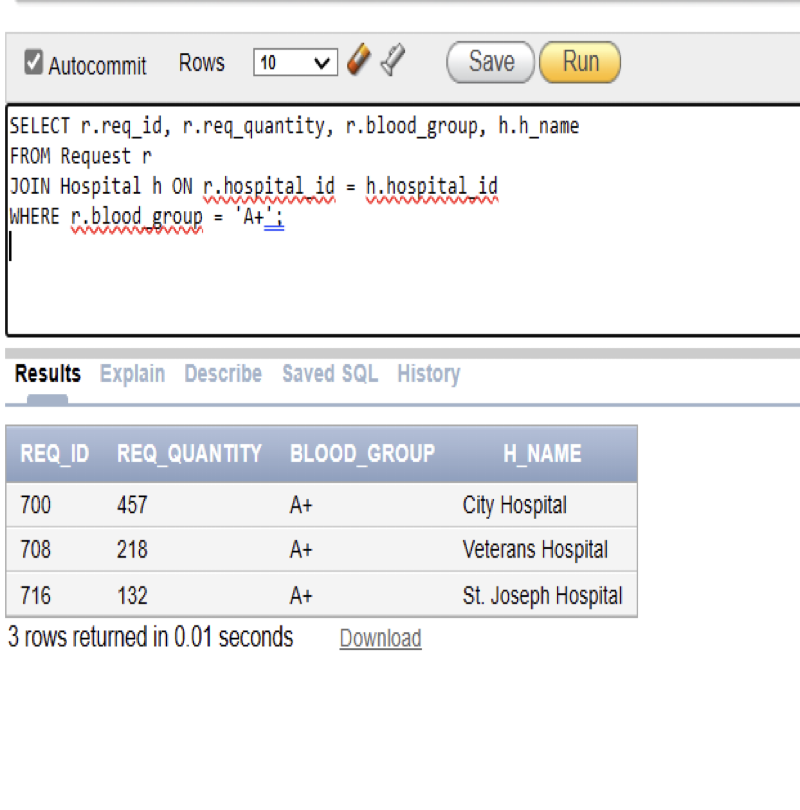 Autocommit Rows 10 Save Run
SELECT r.req_id, r.req_quantity, r.blood_group, h.h_name
FROM Request r
JOIN Hospital h ON r.hospital_id = h.hospital_id
WHERE r.blood_group = 'A+';
Results Explain Describe Saved SQL History
REQ_ID REQ_QUANTITY BLOOD_GROUP H_NAME
700 457 A+ City Hospital
708 218 A+ Veterans Hospital
716 132 A+ St. Joseph Hospital
3 rows returned in 0.01 seconds Download